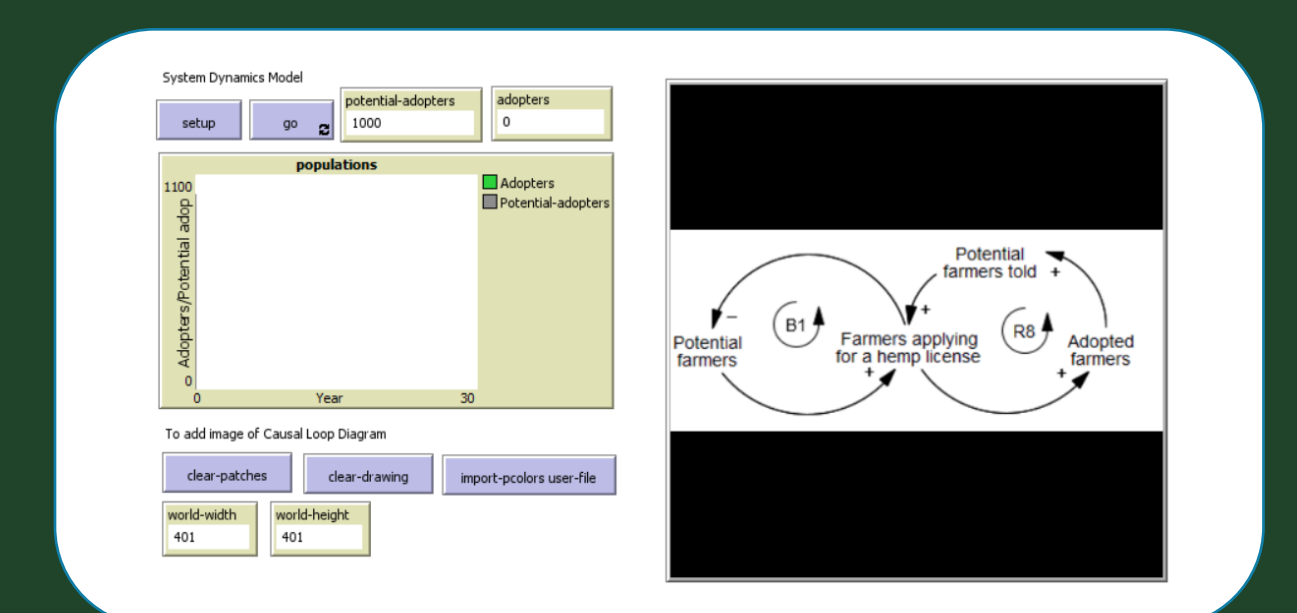 System Dynamics Model
setup
go
potential-adopters
1000
adopters
0
populations
1100
Adopters/Potential adop
0
0
Year
30
Adopters
Potential-adopters
To add image of Causal Loop Diagram
clear-patches
clear-drawing
import-pcolors user-file
world-width
401
world-height
401
Potential
farmers told
+
+
–
B1
R8
Potential
farmers
Farmers applying
for a hemp license
Adopted
farmers
+
+